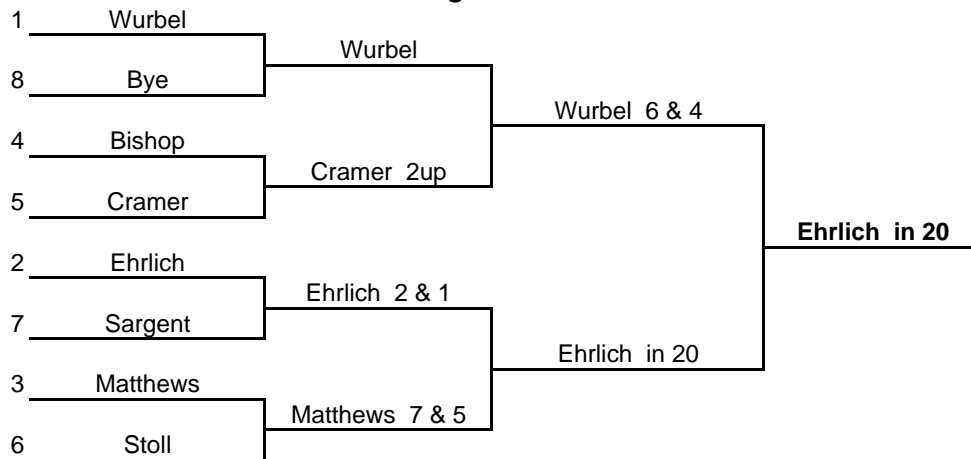 1 Wurbel
Wurbel
8 Bye
Wurbel 6 & 4
4 Bishop
Cramer 2up
5 Cramer
Ehrlich in 20
2 Ehrlich
Ehrlich 2 & 1
7 Sargent
Ehrlich in 20
3 Matthews
Matthews 7 & 5
6 Stoll